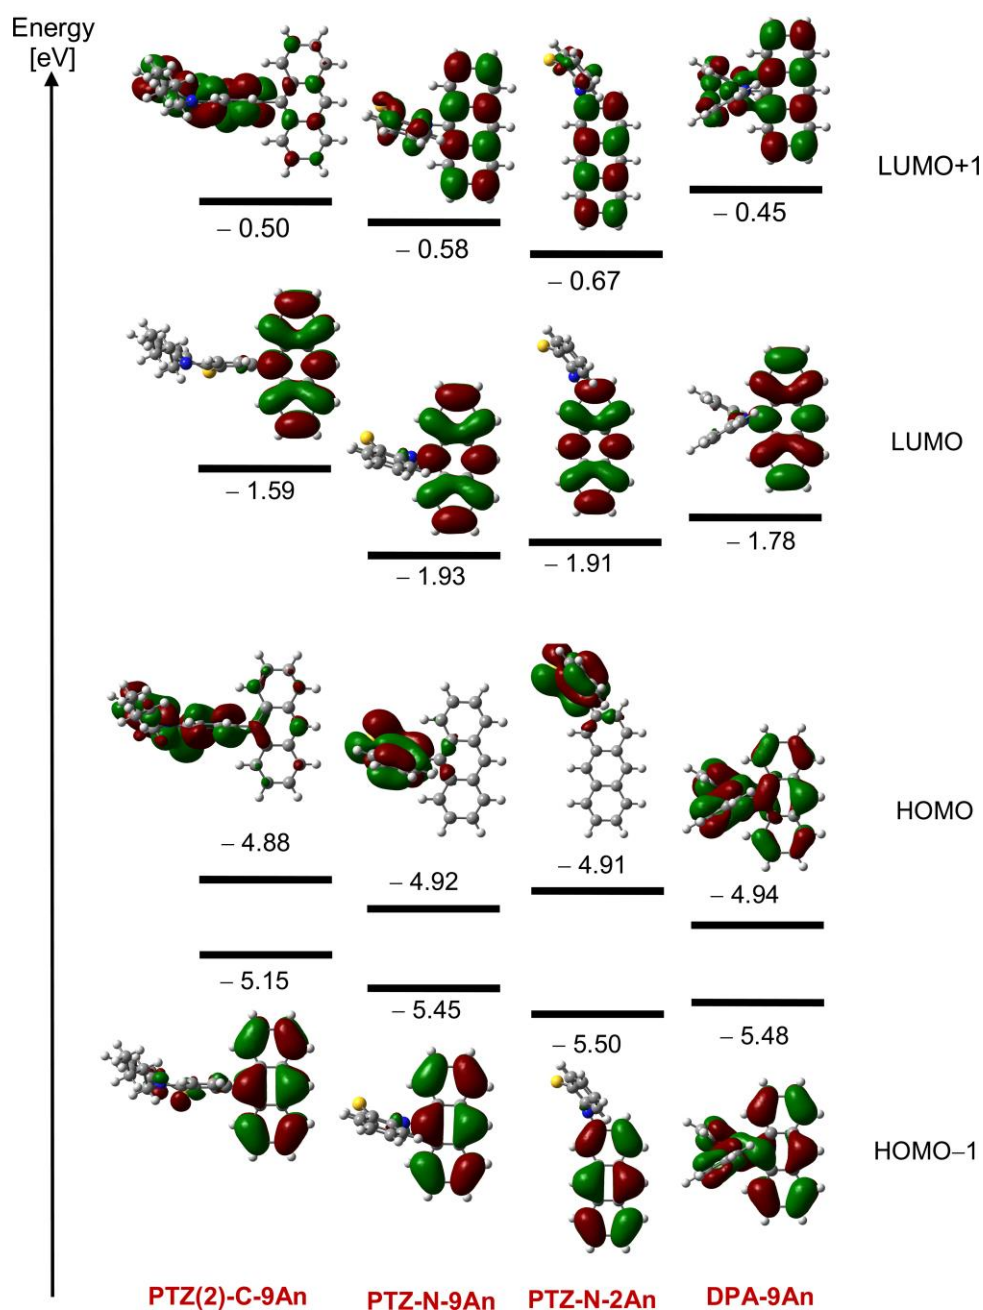 Energy
[eV]
LUMO+1
− 0.50
− 0.58
− 0.67
− 0.45
LUMO
− 1.59
− 1.93
− 1.91
− 1.78
HOMO
− 4.88
− 4.92
− 4.91
− 4.94
− 5.15
− 5.45
− 5.50
− 5.48
HOMO−1
PTZ(2)-C-9An
PTZ-N-9An
PTZ-N-2An
DPA-9An